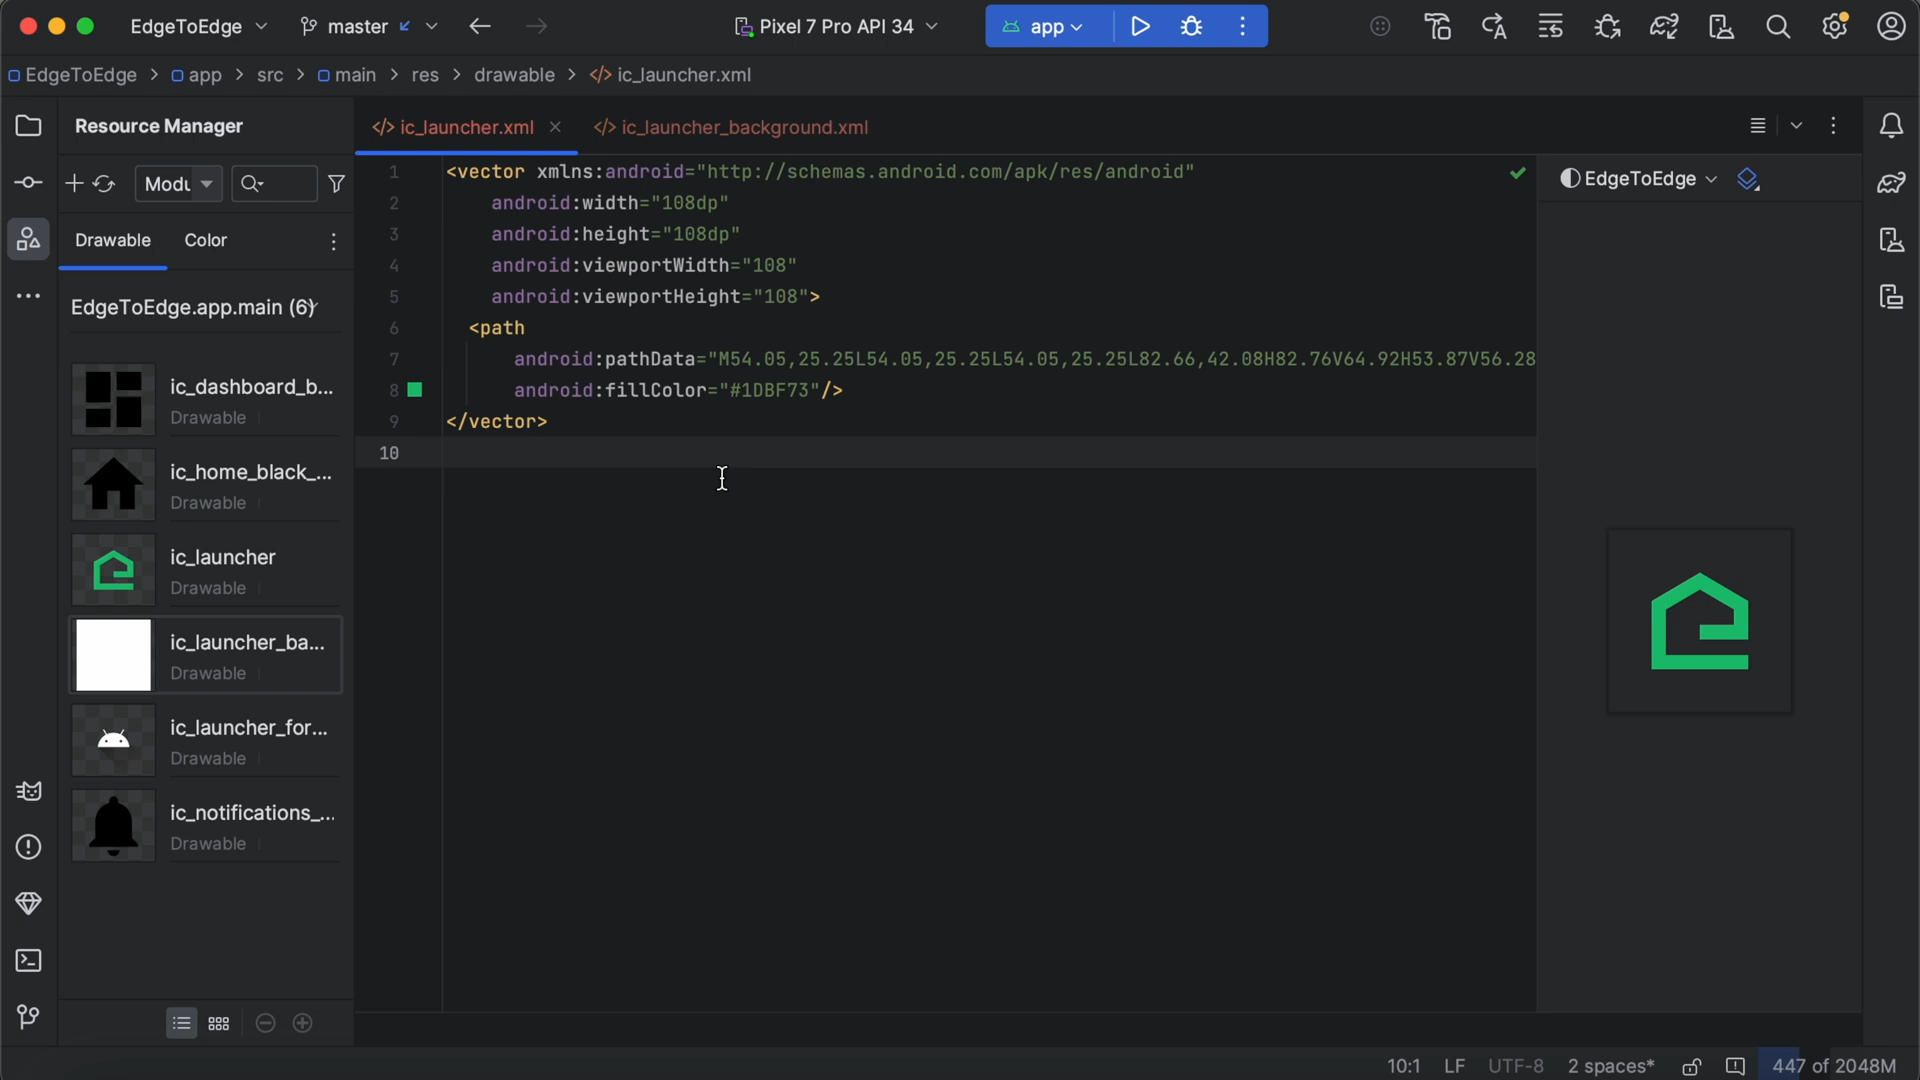 EdgeToEdge
master
Pixel 7 Pro API 34
app
EdgeToEdge > app > src > main > res > drawable > </> ic_launcher.xml
Resource Manager
</> ic_launcher.xml
</> ic_launcher_background.xml
Modu
Drawable
Color
EdgeToEdge.app.main (6)
ic_dashboard_b...
Drawable
ic_home_black_...
Drawable
ic_launcher
Drawable
ic_launcher_ba...
Drawable
ic_launcher_for...
Drawable
ic_notifications_...
Drawable
1 <vector xmlns:android="http://schemas.android.com/apk/res/android"
2 android:width="108dp"
3 android:height="108dp"
4 android:viewportWidth="108"
5 android:viewportHeight="108">
6 <path
7 android:pathData="M54.05,25.25L54.05,25.25L54.05,25.25L82.66,42.08H82.76V64.92H53.87V56.28
8 android:fillColor="#1DBF73"/>
9 </vector>
10
EdgeToEdge
10:1
LF
UTF-8
2 spaces*
447 of 2048M